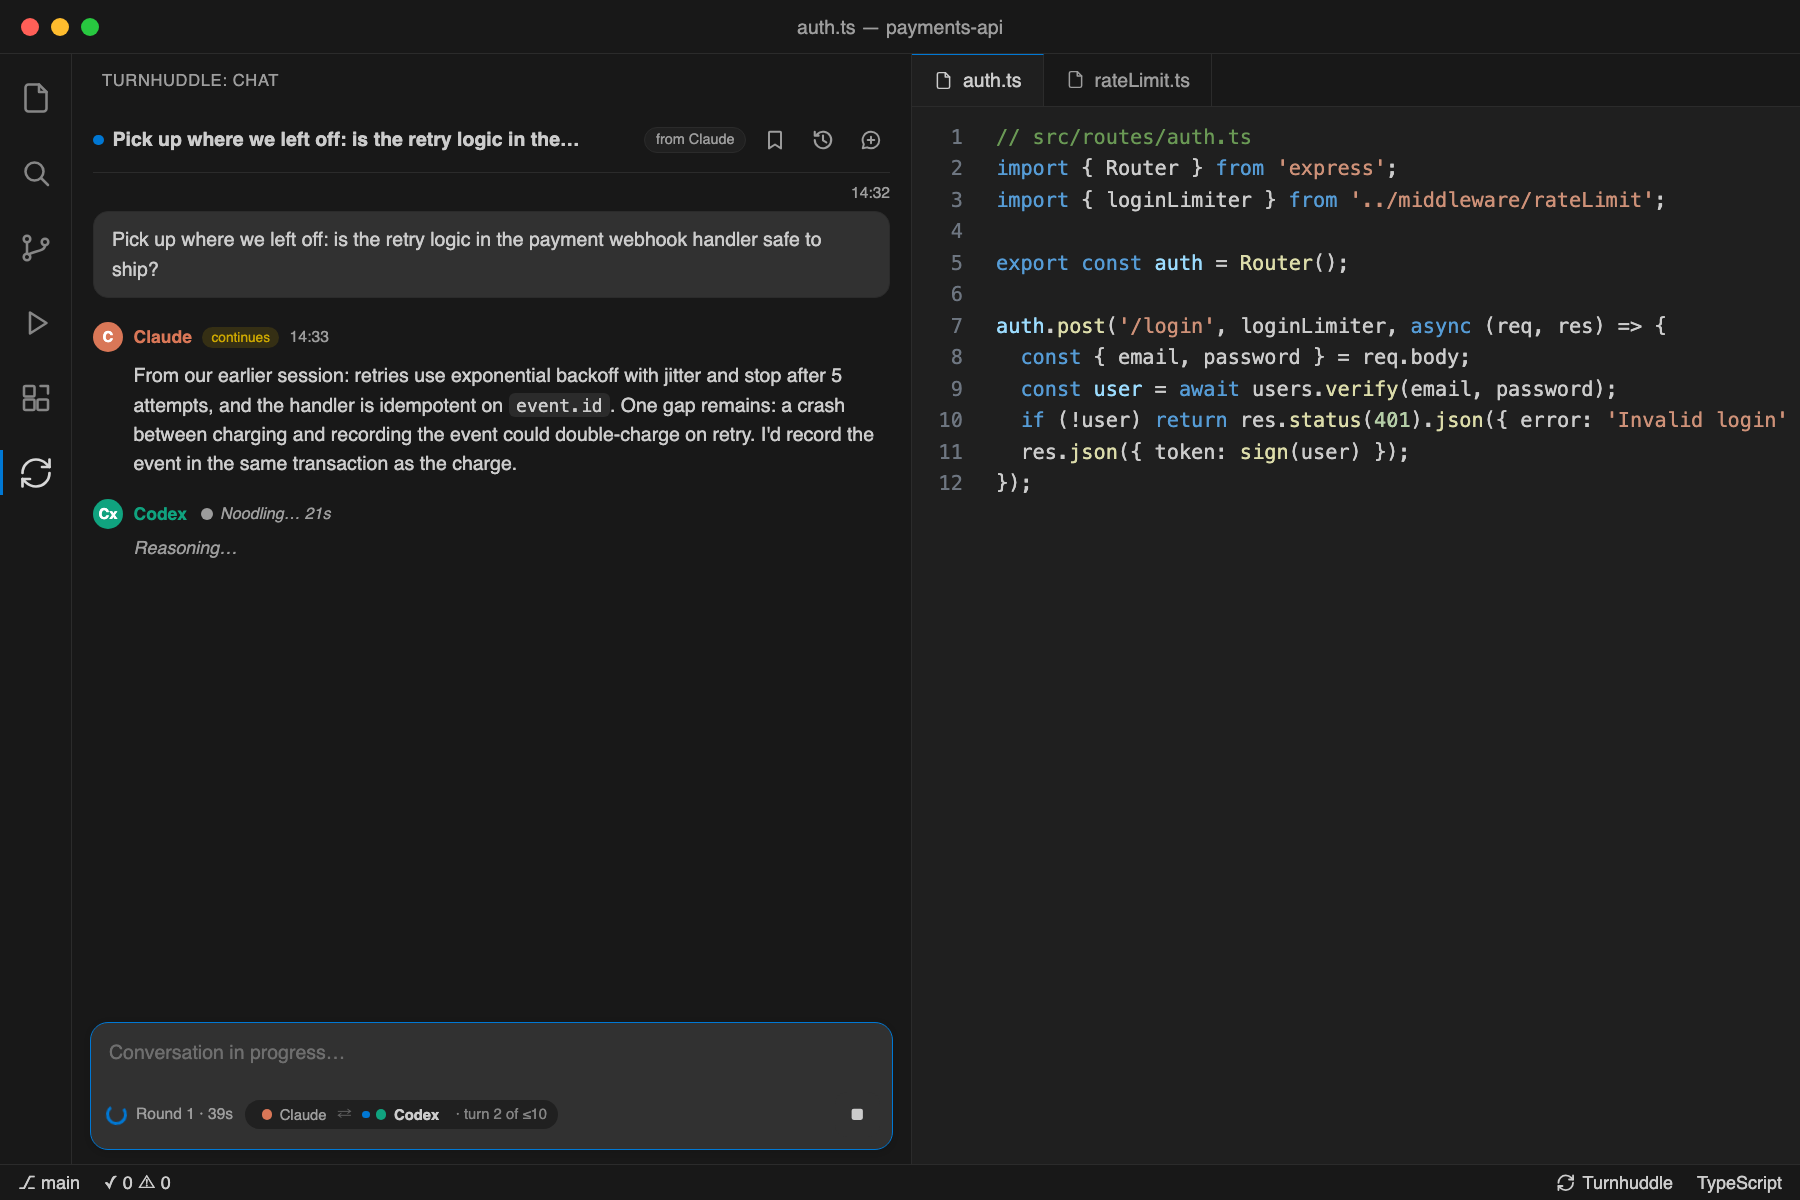 auth.ts — payments-api
TURNHUDDLE: CHAT
Pick up where we left off: is the retry logic in the…
from Claude
14:32
Pick up where we left off: is the retry logic in the payment webhook handler safe to
ship?
C Claude continues 14:33
From our earlier session: retries use exponential backoff with jitter and stop after 5
attempts, and the handler is idempotent on event.id. One gap remains: a crash
between charging and recording the event could double-charge on retry. I'd record the
event in the same transaction as the charge.
Cx Codex Noodling… 21s
Reasoning…
Conversation in progress…
Round 1 · 39s Claude ⇄ Codex · turn 2 of ≤10
auth.ts rateLimit.ts
1 // src/routes/auth.ts
2 import { Router } from 'express';
3 import { loginLimiter } from '../middleware/rateLimit';
4
5 export const auth = Router();
6
7 auth.post('/login', loginLimiter, async (req, res) => {
8 const { email, password } = req.body;
9 const user = await users.verify(email, password);
10 if (!user) return res.status(401).json({ error: 'Invalid login'
11 res.json({ token: sign(user) });
12 });
main ✓ 0 ⚠ 0
Turnhuddle TypeScript